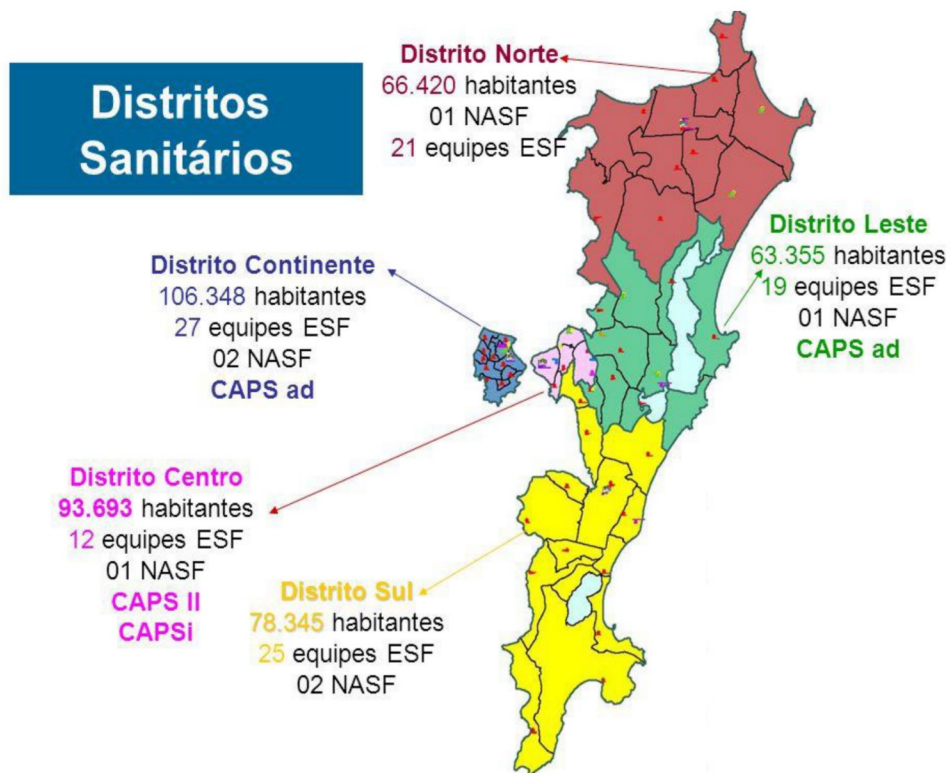 Distritos
Sanitários
Distrito Norte
66.420 habitantes
01 NASF
21 equipes ESF
Distrito Leste
63.355 habitantes
19 equipes ESF
01 NASF
CAPS ad
Distrito Continente
106.348 habitantes
27 equipes ESF
02 NASF
CAPS ad
Distrito Centro
93.693 habitantes
12 equipes ESF
01 NASF
CAPS II
CAPSi
Distrito Sul
78.345 habitantes
25 equipes ESF
02 NASF